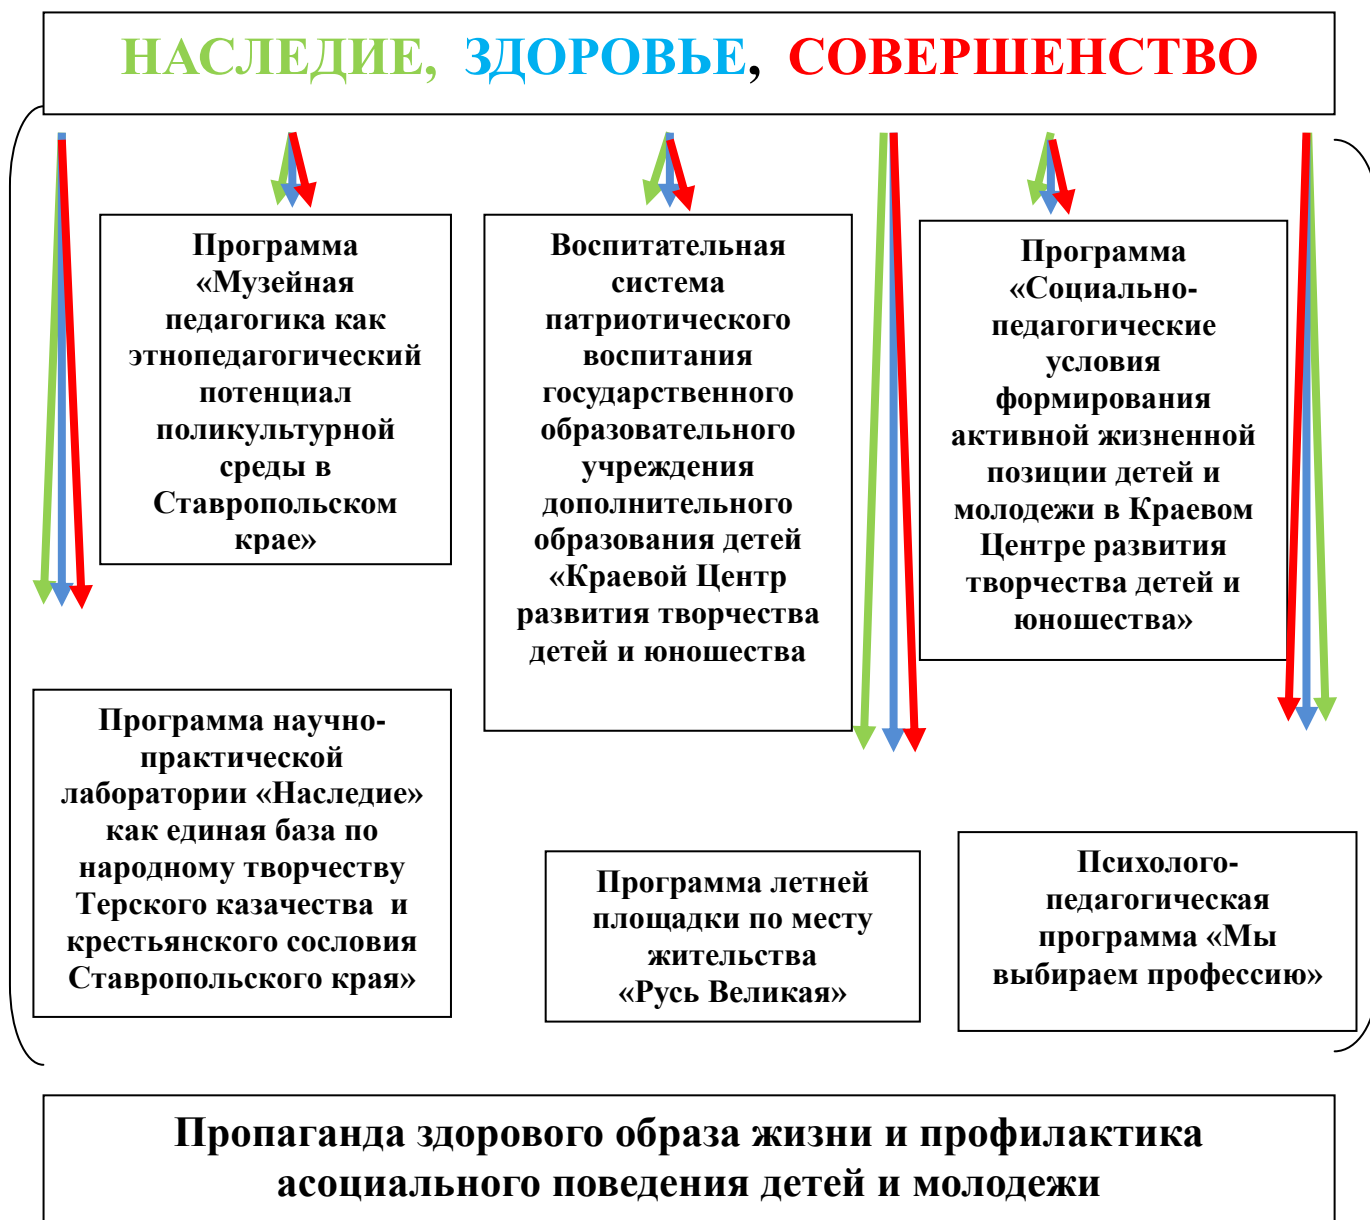 НАСЛЕДИЕ, ЗДОРОВЬЕ, СОВЕРШЕНСТВО
Программа
«Музейная
педагогика как
этнопедагогический
потенциал
поликультурной
среды в
Ставропольском
крае»
Воспитательная
система
патриотического
воспитания
государственного
образовательного
учреждения
дополнительного
образования детей
«Краевой Центр
развития творчества
детей и юношества
Программа
«Социально-
педагогические
условия
формирования
активной жизненной
позиции детей и
молодежи в Краевом
Центре развития
творчества детей и
юношества»
Программа научно-
практической
лаборатории «Наследие»
как единая база по
народному творчеству
Терского казачества и
крестьянского сословия
Ставропольского края»
Программа летней
площадки по месту
жительства
«Русь Великая»
Психолого-
педагогическая
программа «Мы
выбираем профессию»
Пропаганда здорового образа жизни и профилактика
асоциального поведения детей и молодежи